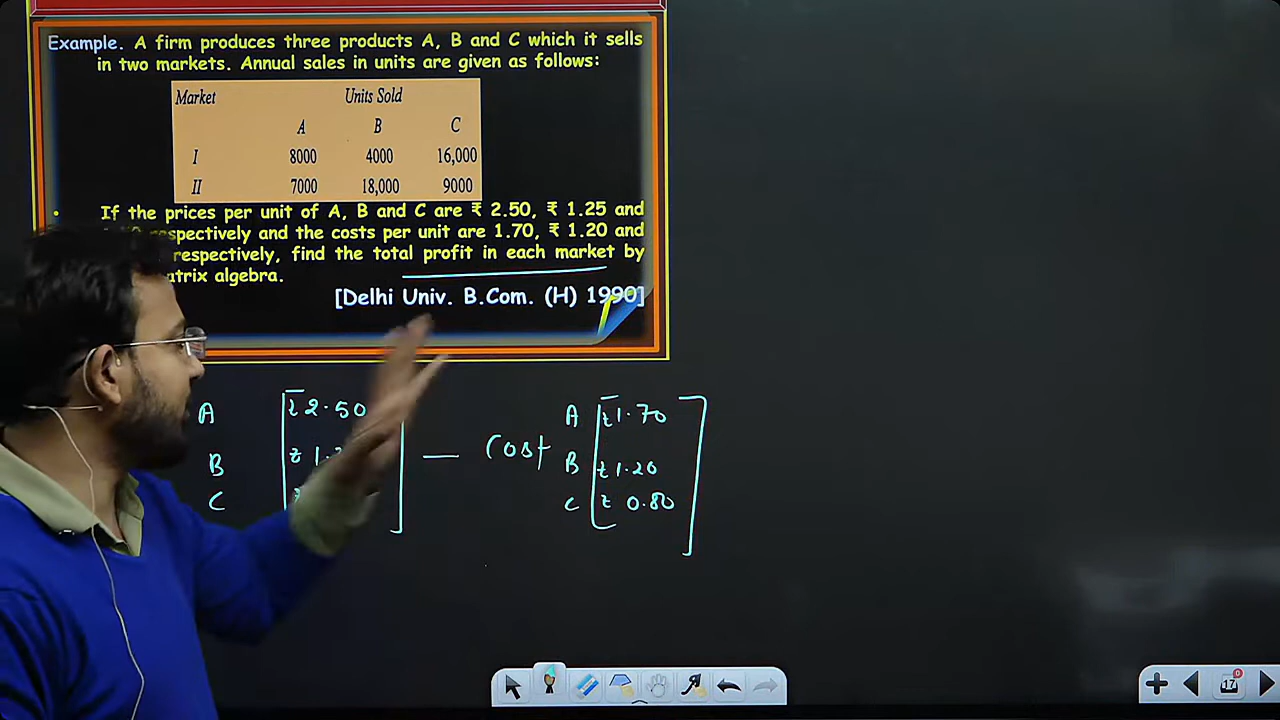 Example. A firm produces three products A, B and C which it sells
in two markets. Annual sales in units are given as follows:
Market Units Sold
A B C
I 8000 4000 16,000
II 7000 18,000 9000
• If the prices per unit of A, B and C are ₹ 2.50, ₹ 1.25 and
respectively and the costs per unit are 1.70, ₹ 1.20 and
respectively, find the total profit in each market by
algebra.
[Delhi Univ. B.Com. (H) 1990]
A ₹ 2.50
B ₹
C
— Cost
A ₹ 1.70
B ₹ 1.20
C ₹ 0.80
17
0